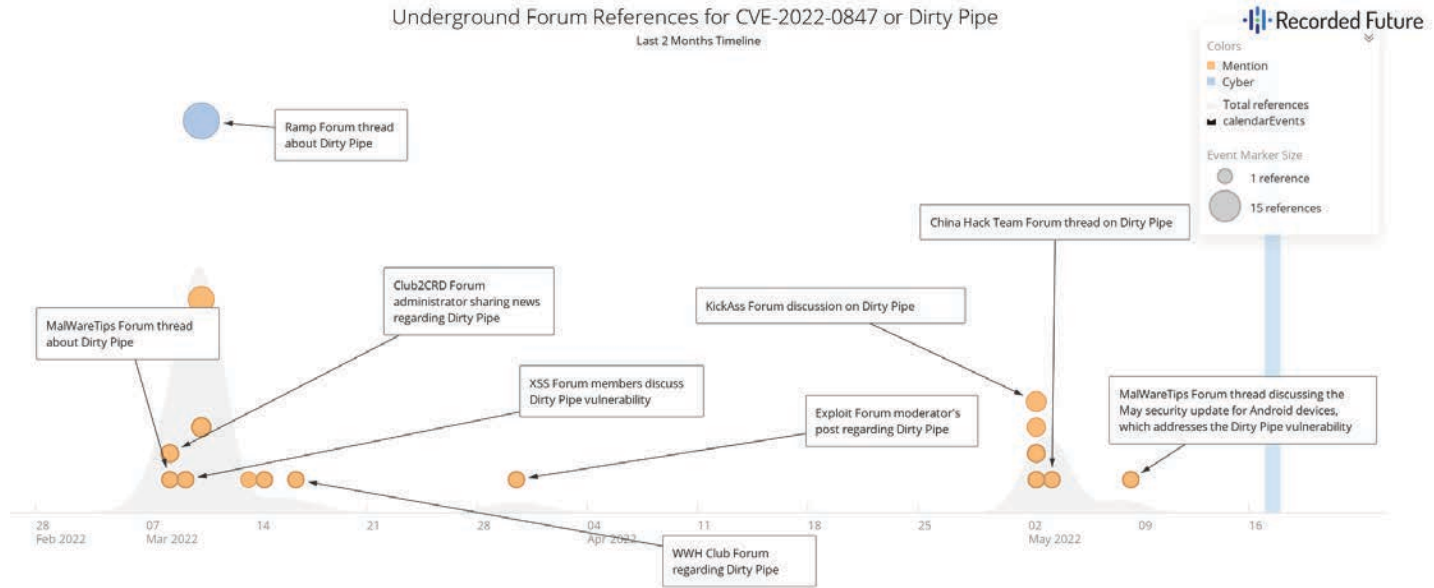 Underground Forum References for CVE-2022-0847 or Dirty Pipe
Last 2 Months Timeline
Recorded Future
Colors
Mention
Cyber
Total references
calendarEvents
Event Marker Size
1 reference
15 references
Ramp Forum thread
about Dirty Pipe
China Hack Team Forum thread on Dirty Pipe
Club2CRD Forum
administrator sharing news
regarding Dirty Pipe
KickAss Forum discussion on Dirty Pipe
MalWareTips Forum thread
about Dirty Pipe
XSS Forum members discuss
Dirty Pipe vulnerability
Exploit Forum moderator's
post regarding Dirty Pipe
MalWareTips Forum thread discussing the
May security update for Android devices,
which addresses the Dirty Pipe vulnerability
28 07 14 21 28 04 11 18 25 02 09 16
Feb 2022 Mar 2022 Apr 2022 May 2022
WWH Club Forum
regarding Dirty Pipe